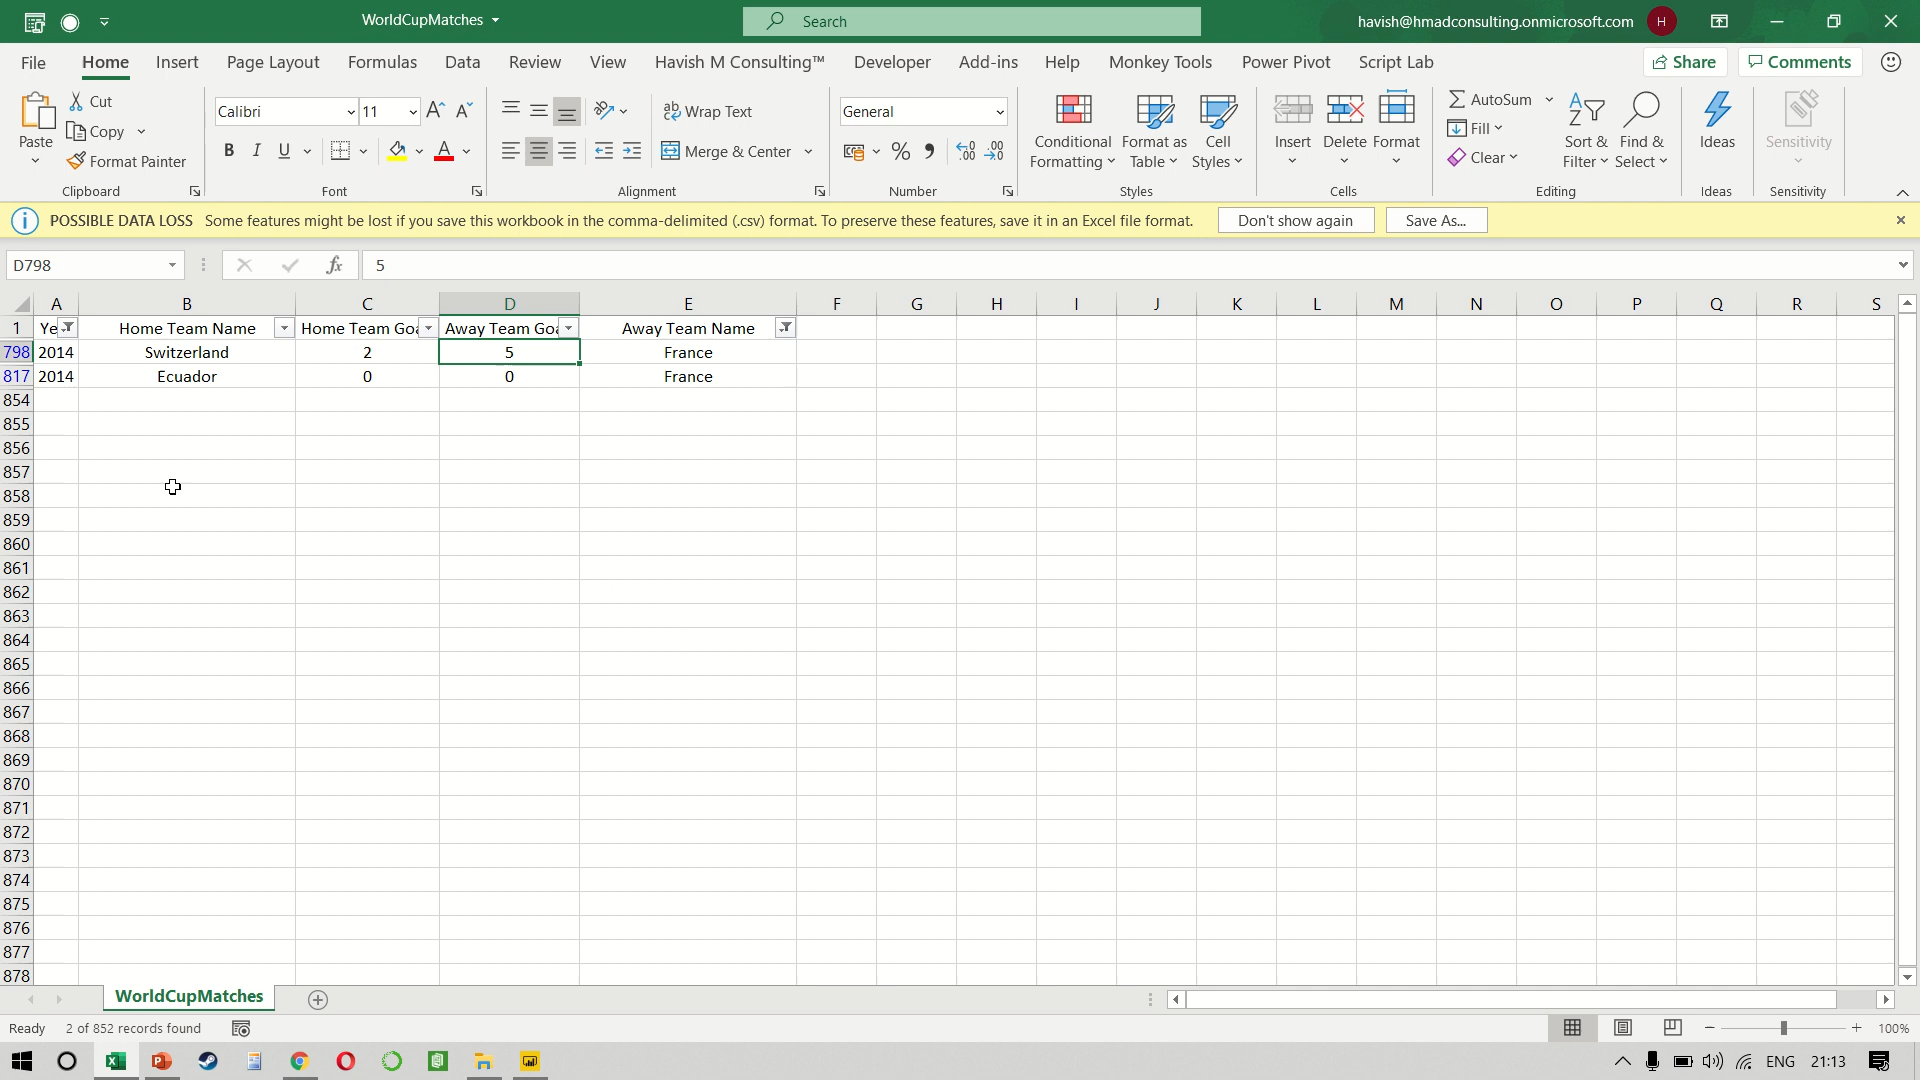 WorldCupMatches
Search
havish@hmadconsulting.onmicrosoft.com
H
File Home Insert Page Layout Formulas Data Review View Havish M Consulting™ Developer Add-ins Help Monkey Tools Power Pivot Script Lab Share Comments
Paste
Cut
Copy
Format Painter
Clipboard
Calibri 11
B I U
Font
Wrap Text
Merge & Center
Alignment
General
Number
Conditional Formatting
Format as Table
Cell Styles
Styles
Insert
Delete
Format
Cells
AutoSum
Fill
Clear
Sort & Filter
Find & Select
Editing
Ideas
Ideas
Sensitivity
Sensitivity
POSSIBLE DATA LOSS Some features might be lost if you save this workbook in the comma-delimited (.csv) format. To preserve these features, save it in an Excel file format. Don't show again Save As...
D798 fx 5
A B C D E F G H I J K L M N O P Q R S
1 Ye Home Team Name Home Team Goa Away Team Goa Away Team Name
798 2014 Switzerland 2 5 France
817 2014 Ecuador 0 0 France
854
855
856
857
858
859
860
861
862
863
864
865
866
867
868
869
870
871
872
873
874
875
876
877
878
WorldCupMatches
Ready 2 of 852 records found 100%
ENG 21:13